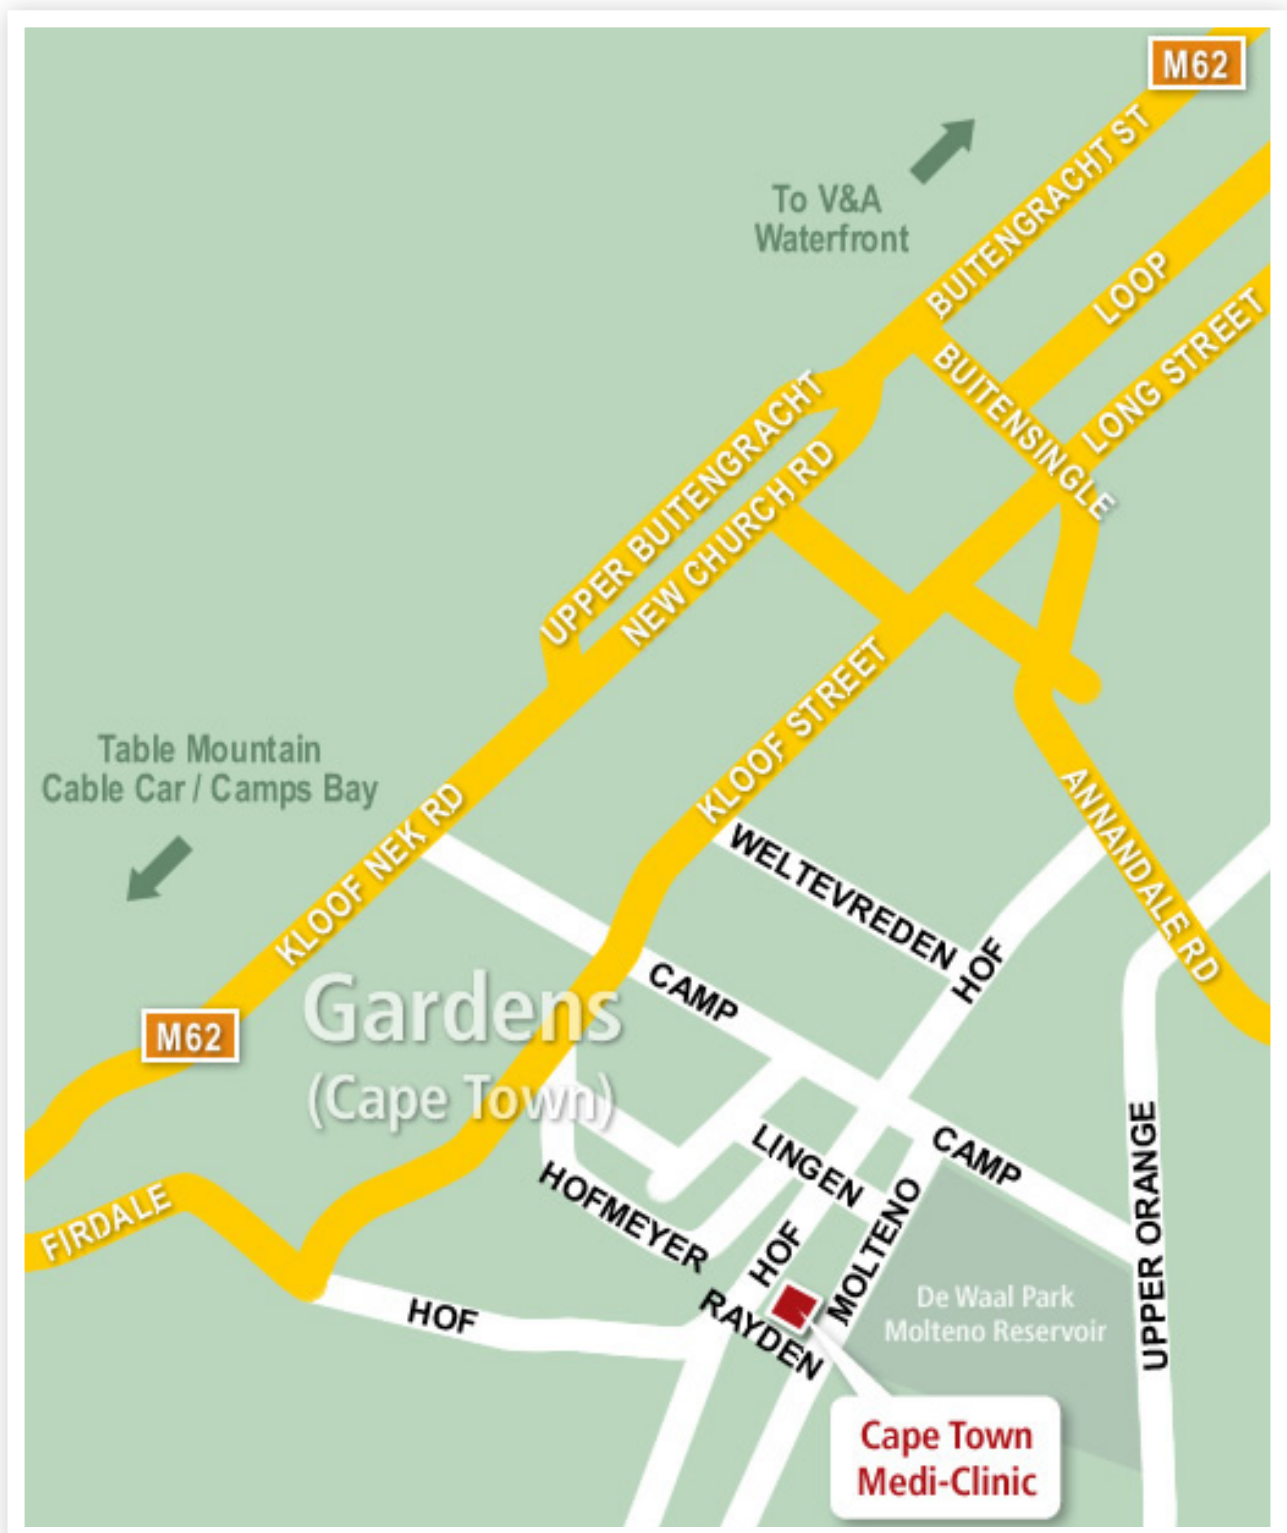 M62
To V&A
Waterfront
BUITENGRACHT ST
LOOP
LONG STREET
BUITENSINGLE
UPPER BUITENGRACHT
NEW CHURCH RD
KLOOF STREET
Table Mountain
Cable Car / Camps Bay
KLOOF NEK RD
ANNANDALE RD
WELTEVREDEN
HOF
Gardens
(Cape Town)
CAMP
M62
LINGEN
CAMP
UPPER ORANGE
HOFMEYER
MOLTENO
FIRDALE
HOF
HOF
RAYDEN
De Waal Park
Molteno Reservoir
Cape Town
Medi-Clinic